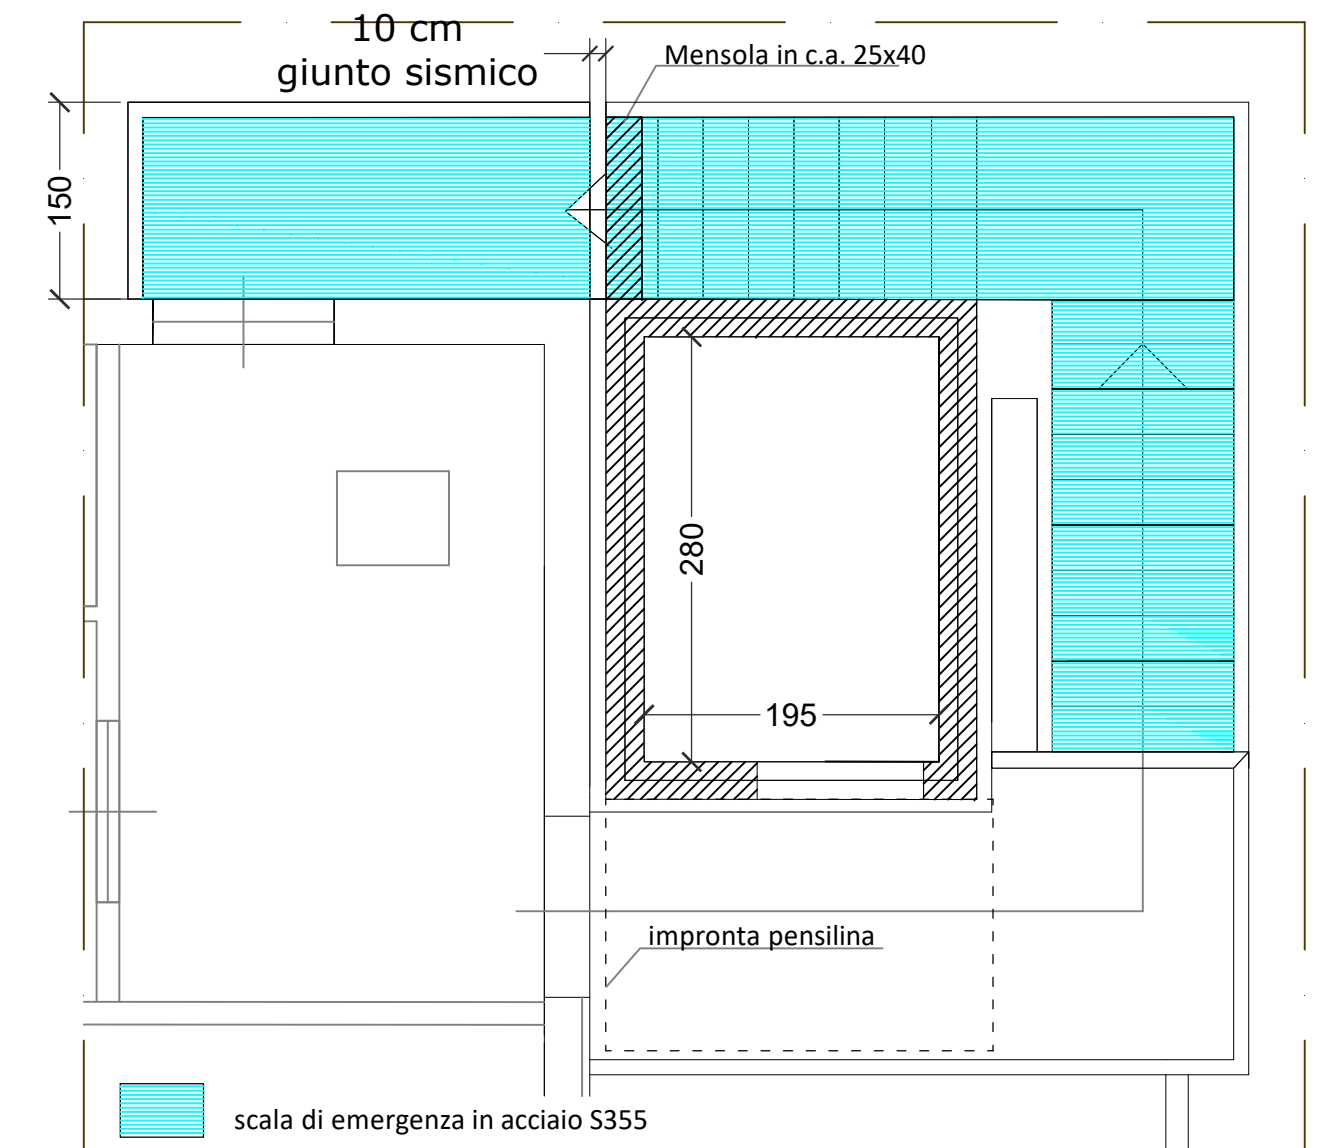 10 cm
giunto sismico
Mensola in c.a. 25x40
150
280
195
impronta pensilina
scala di emergenza in acciaio S355